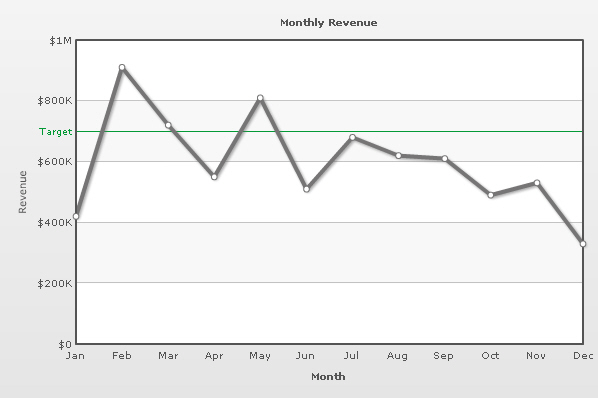 Monthly Revenue
$1M
$800K
Target
$600K
$400K
$200K
$0
Revenue
Jan Feb Mar Apr May Jun Jul Aug Sep Oct Nov Dec
Month